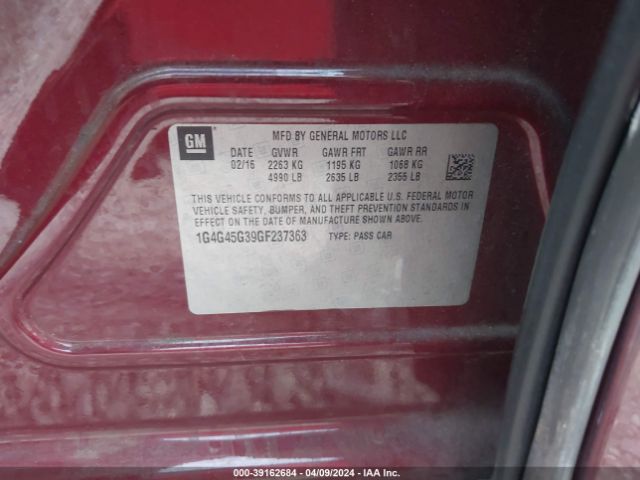 GM
MFD BY GENERAL MOTORS LLC
DATE GVWR GAWR FRT GAWR RR
02/16 2263 KG 1195 KG 1068 KG
4990 LB 2635 LB 2355 LB
THIS VEHICLE CONFORMS TO ALL APPLICABLE U.S. FEDERAL MOTOR
VEHICLE SAFETY, BUMPER, AND THEFT PREVENTION STANDARDS IN
EFFECT ON THE DATE OF MANUFACTURE SHOWN ABOVE.
1G4G45G39GF237363 TYPE: PASS CAR
000-39162684 | 04/09/2024 | IAA Inc.